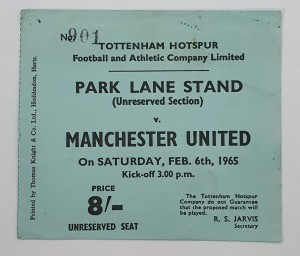 No. 901
TOTTENHAM HOTSPUR
Football and Athletic Company Limited
PARK LANE STAND
(Unreserved Section)
v.
MANCHESTER UNITED
On SATURDAY, FEB. 6th, 1965
Kick-off 3.00 p.m.
PRICE
8/-
UNRESERVED SEAT
The Tottenham Hotspur
Company do not Guarantee
that the proposed match will
be played.
R. S. JARVIS
Secretary
Printed by Thomas Knight & Co. Ltd., Hoddesdon, Herts.